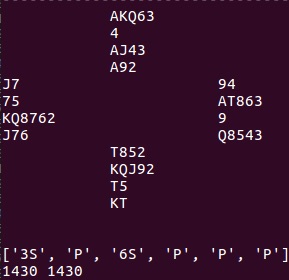 AKQ63
4
AJ43
A92
J7 94
75 AT863
KQ8762 9
J76 Q8543
T852
KQJ92
T5
KT
['3S', 'P', '6S', 'P', 'P', 'P']
1430 1430